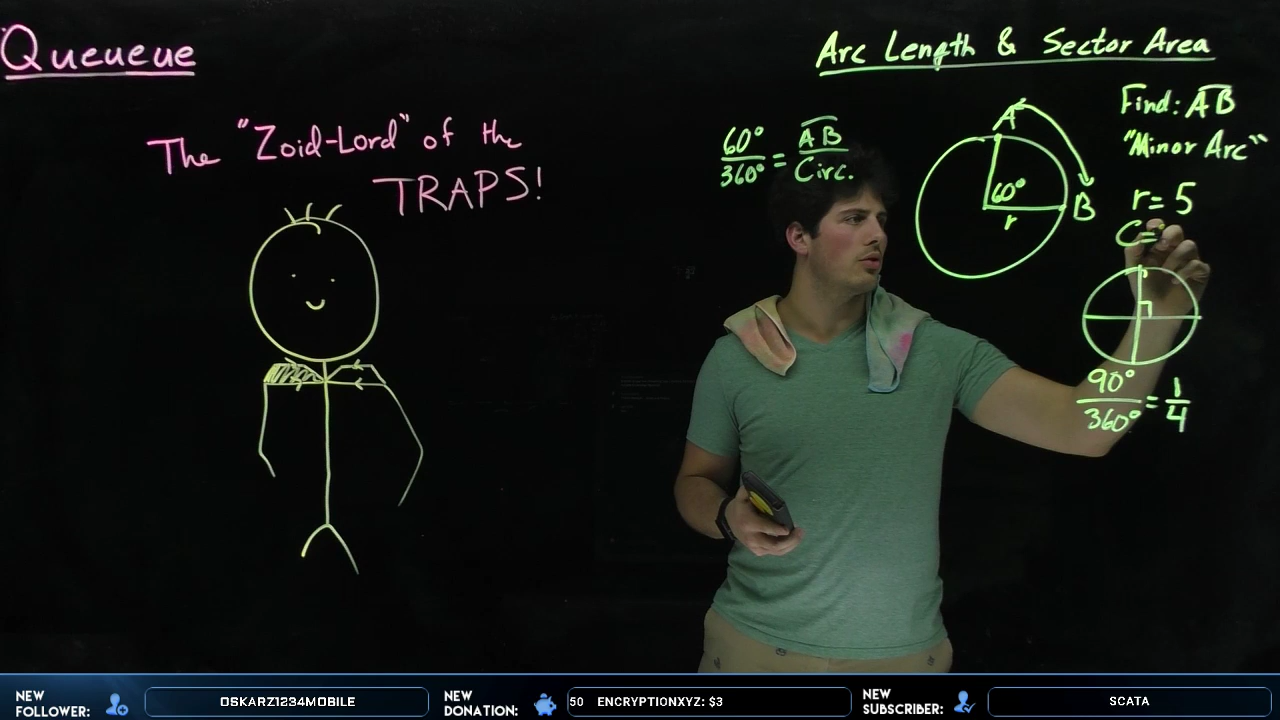 Queueue
The "Zoid-Lord" of the
TRAPS!
Arc Length & Sector Area
60°
360°
=
AB
Circ.
A
60°
r
B
Find: AB
"Minor Arc"
r = 5
C=
90°
360°
= 1
4
NEW
FOLLOWER:
OSKARZ1234MOBILE
NEW
DONATION:
50 ENCRYPTIONXYZ: $3
NEW
SUBSCRIBER:
SCATA